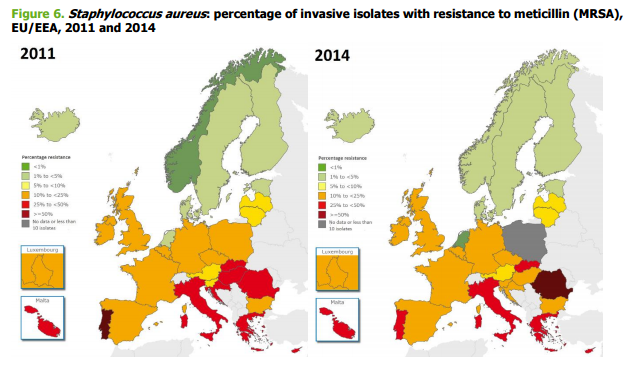 Figure 6. Staphylococcus aureus: percentage of invasive isolates with resistance to meticillin (MRSA),
EU/EEA, 2011 and 2014
2011
2014
Percentage resistance
<1%
1% to <5%
5% to <10%
10% to <25%
25% to <50%
>=50%
No data or less than
10 isolates
Luxembourg
Malta
Percentage resistance
<1%
1% to <5%
5% to <10%
10% to <25%
25% to <50%
>=50%
No data or less than
10 isolates
Luxembourg
Malta